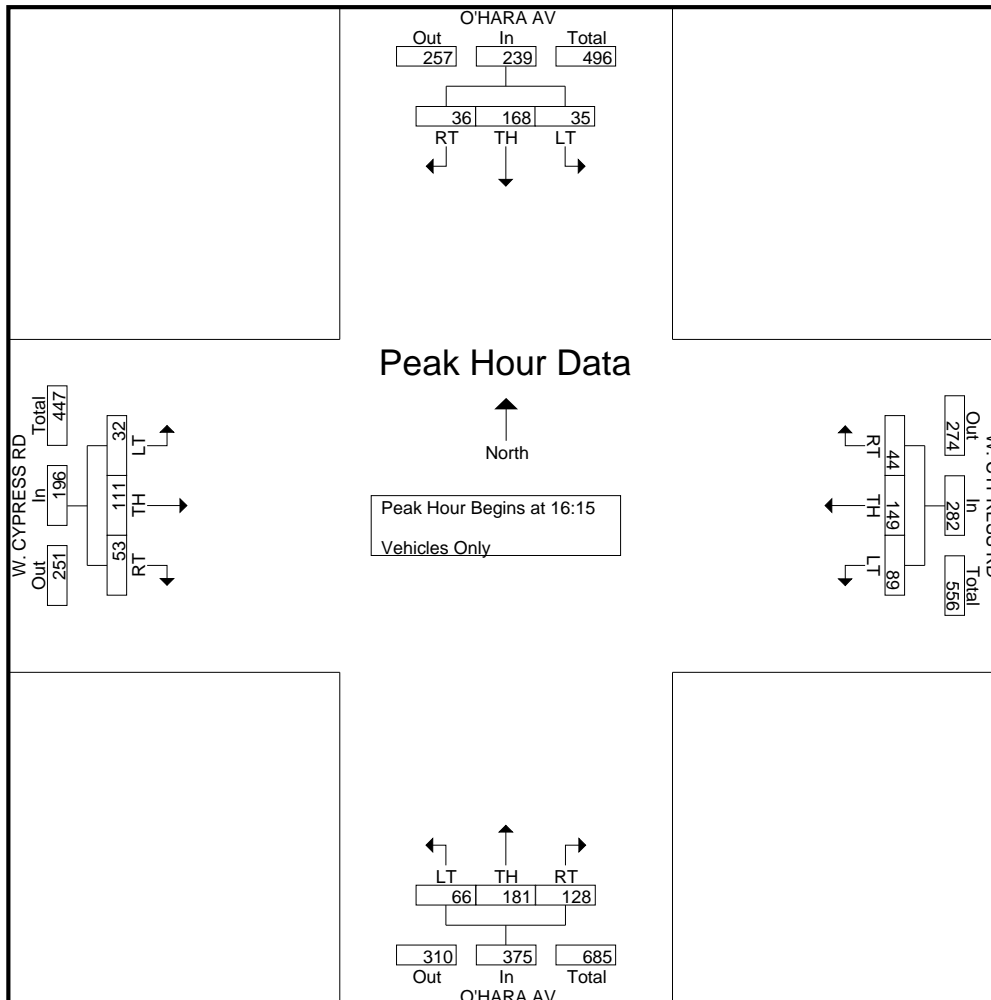 O'HARA AV
Out In Total
257 239 496
36 168 35
RT TH LT
Peak Hour Data
North
Peak Hour Begins at 16:15
Vehicles Only
W. CYPRESS RD
Total In Out
447 196 251
32 111 53
LT TH RT
RT TH LT
44 149 89
Out In Total
274 282 556
W. CYPRESS RD
LT TH RT
66 181 128
310 375 685
Out In Total
O'HARA AV